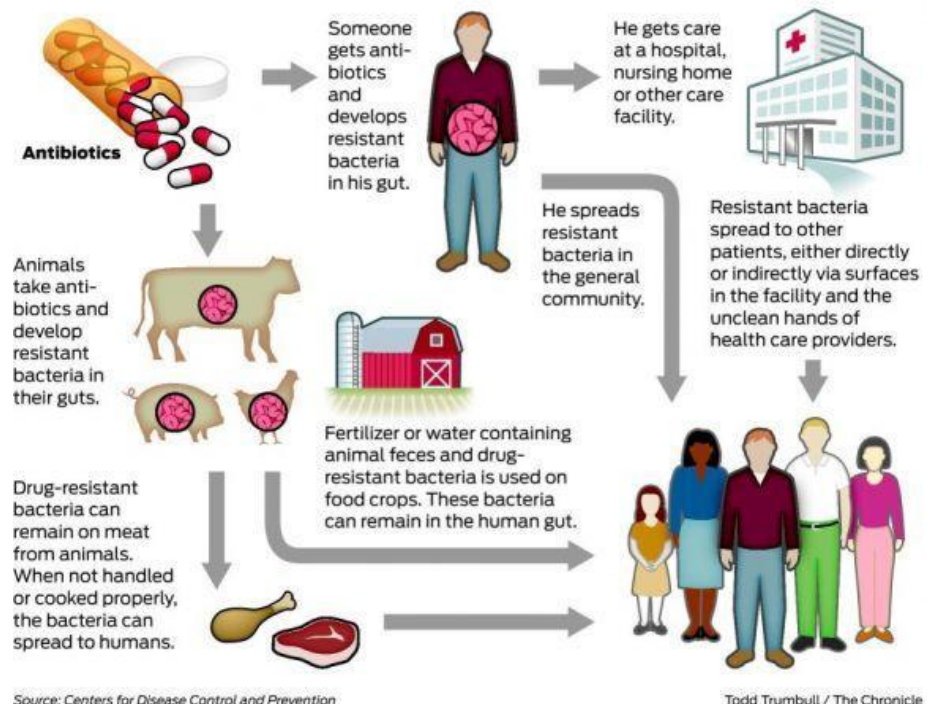 Antibiotics
Someone
gets anti-
biotics
and
develops
resistant
bacteria
in his gut.
He gets care
at a hospital,
nursing home
or other care
facility.
He spreads
resistant
bacteria in
the general
community.
Resistant bacteria
spread to other
patients, either directly
or indirectly via surfaces
in the facility and the
unclean hands of
health care providers.
Animals
take anti-
biotics and
develop
resistant
bacteria in
their guts.
Fertilizer or water containing
animal feces and drug-
resistant bacteria is used on
food crops. These bacteria
can remain in the human gut.
Drug-resistant
bacteria can
remain on meat
from animals.
When not handled
or cooked properly,
the bacteria can
spread to humans.
Source: Centers for Disease Control and Prevention
Todd Trumbull / The Chronicle